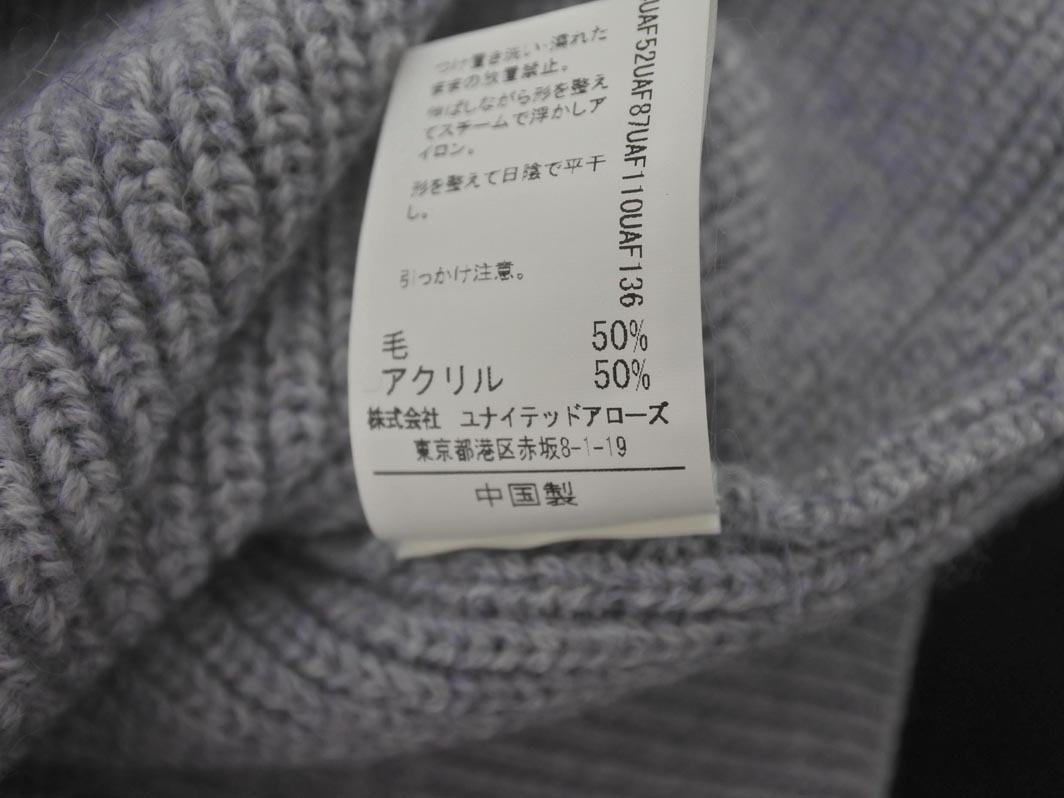 つけ置き洗い・濡れた
ままの放置禁止。
伸ばしながら形を整え
てスチームで浮かしア
イロン。
形を整えて日陰で平干
し。
引っかけ注意。
UAF52UAF87UAF110UAF136
毛 50%
アクリル 50%
株式会社 ユナイテッドアローズ
東京都港区赤坂8-1-19
中国製